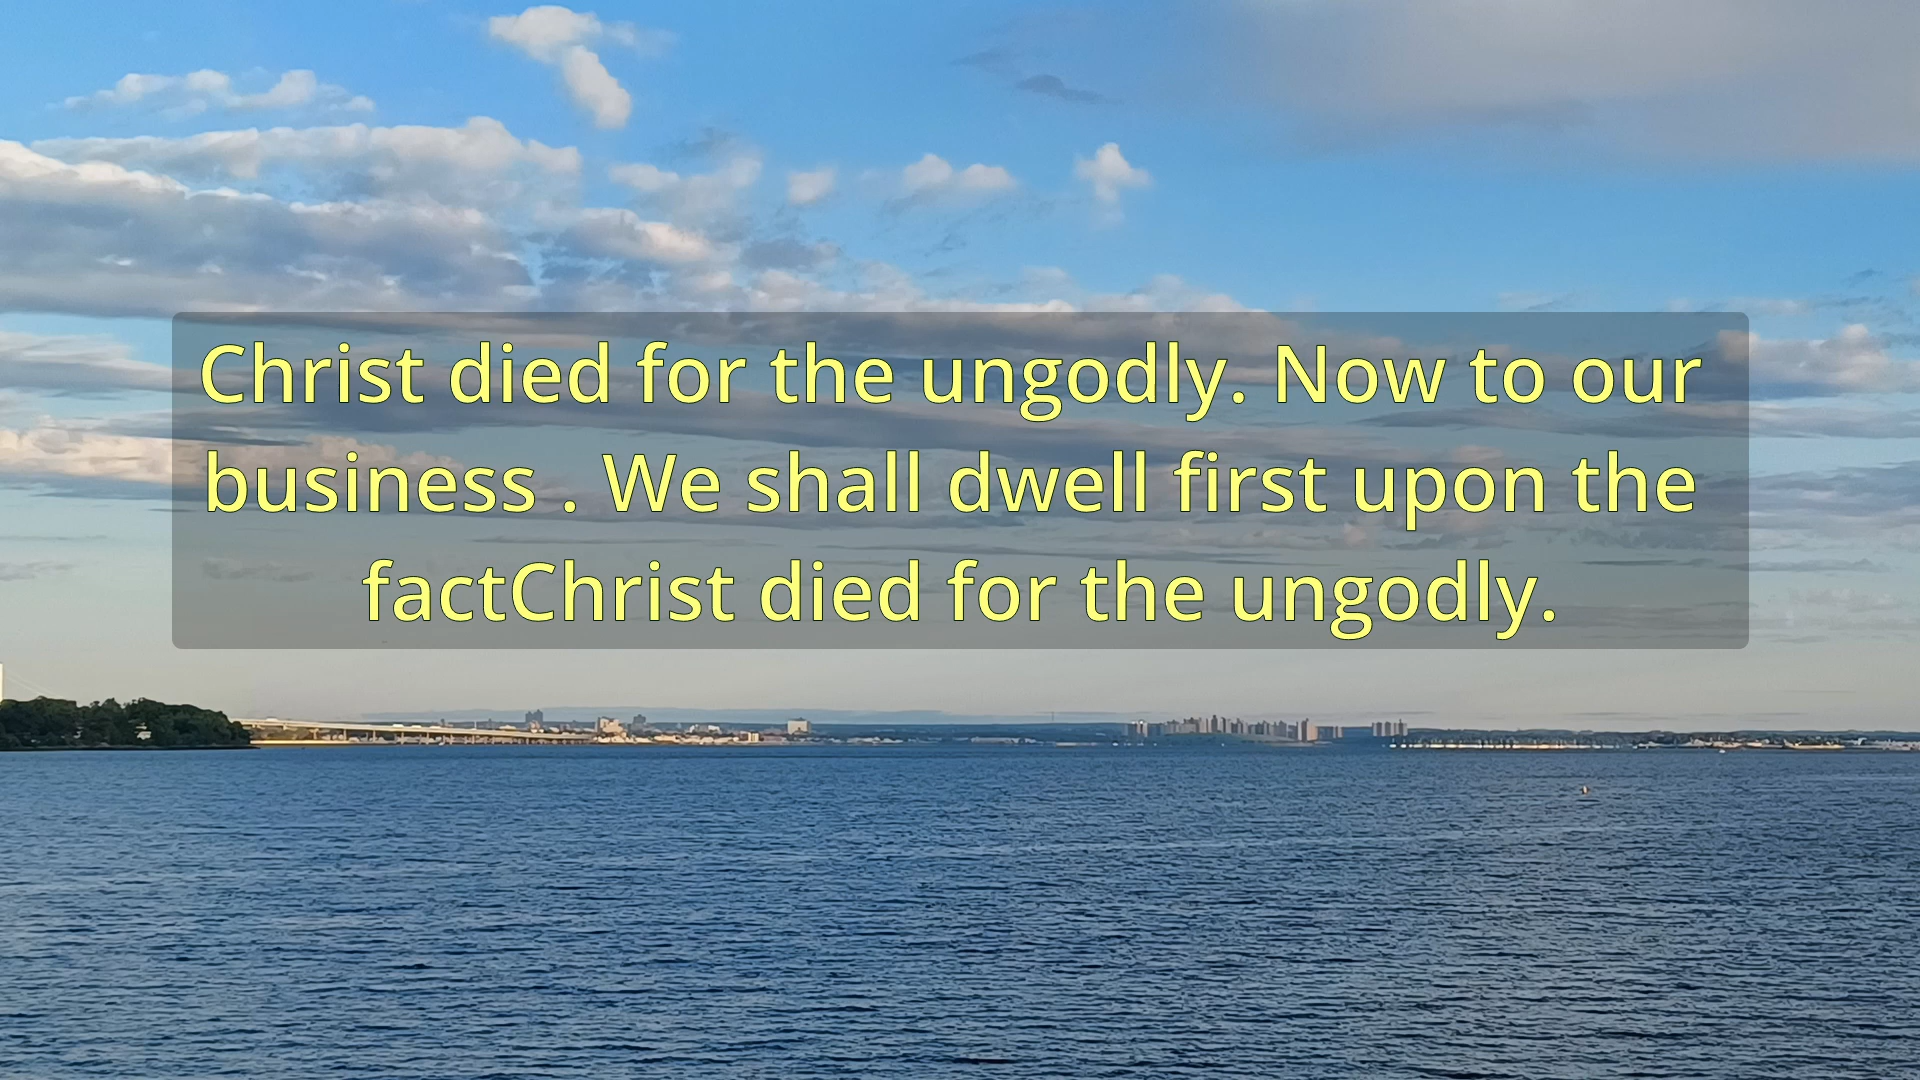 Christ died for the ungodly. Now to our
business . We shall dwell first upon the
factChrist died for the ungodly.